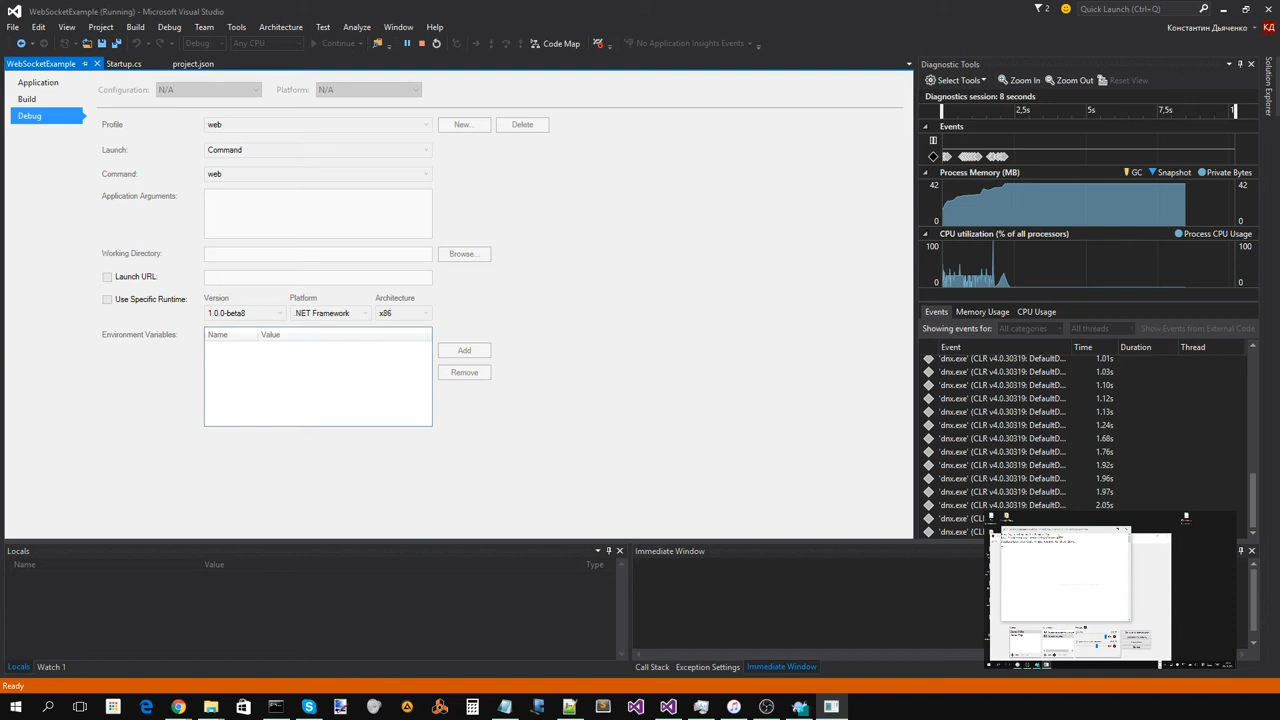 WebSocketExample (Running) - Microsoft Visual Studio
2
Quick Launch (Ctrl+Q)
File Edit View Project Build Debug Team Tools Architecture Test Analyze Window Help
Константин Дьяченко КД
Debug Any CPU Continue Code Map No Application Insights Events
WebSocketExample Startup.cs project.json
Application
Build
Debug
Configuration: N/A Platform: N/A
Profile web New... Delete
Launch: Command
Command: web
Application Arguments:
Working Directory: Browse...
Launch URL:
Use Specific Runtime: Version Platform Architecture
1.0.0-beta8 .NET Framework x86
Environment Variables: Name Value
Add
Remove
Diagnostic Tools
Select Tools Zoom In Zoom Out Reset View
Diagnostics session: 8 seconds
2,5s 5s 7,5s 1
Events
Process Memory (MB) GC Snapshot Private Bytes
42 42
0 0
CPU utilization (% of all processors) Process CPU Usage
100 100
0 0
Events Memory Usage CPU Usage
Showing events for: All categories All threads Show Events from External Code
Event Time Duration Thread
'dnx.exe' (CLR v4.0.30319: DefaultD... 1.01s
'dnx.exe' (CLR v4.0.30319: DefaultD... 1.03s
'dnx.exe' (CLR v4.0.30319: DefaultD... 1.10s
'dnx.exe' (CLR v4.0.30319: DefaultD... 1.12s
'dnx.exe' (CLR v4.0.30319: DefaultD... 1.13s
'dnx.exe' (CLR v4.0.30319: DefaultD... 1.24s
'dnx.exe' (CLR v4.0.30319: DefaultD... 1.68s
'dnx.exe' (CLR v4.0.30319: DefaultD... 1.76s
'dnx.exe' (CLR v4.0.30319: DefaultD... 1.92s
'dnx.exe' (CLR v4.0.30319: DefaultD... 1.96s
'dnx.exe' (CLR v4.0.30319: DefaultD... 1.97s
'dnx.exe' (CLR v4.0.30319: DefaultD... 2.05s
'dnx.e
'dnx.e
Solution Explorer
Locals
Name Value Type
Locals Watch 1
Immediate Window
Call Stack Exception Settings Immediate Window
Ready